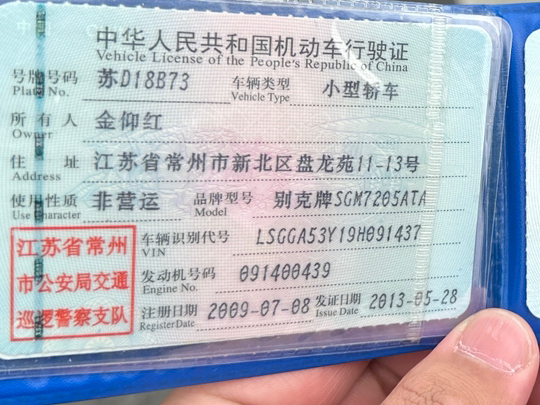 中华人民共和国机动车行驶证
Vehicle License of the People's Republic of China
号牌号码 苏D18B73 车辆类型 小型轿车
Plate No. Vehicle Type
所有人 金仰红
Owner
住址 江苏省常州市新北区盘龙苑11-13号
Address
使用性质 非营运 品牌型号 别克牌SGM7205ATA
Use Character Model
江苏省常州
市公安局交通
巡逻警察支队
车辆识别代号 LSGGA53Y19H091437
VIN
发动机号码 091400439
Engine No.
注册日期 2009-07-08 发证日期 2013-05-28
Register Date Issue Date